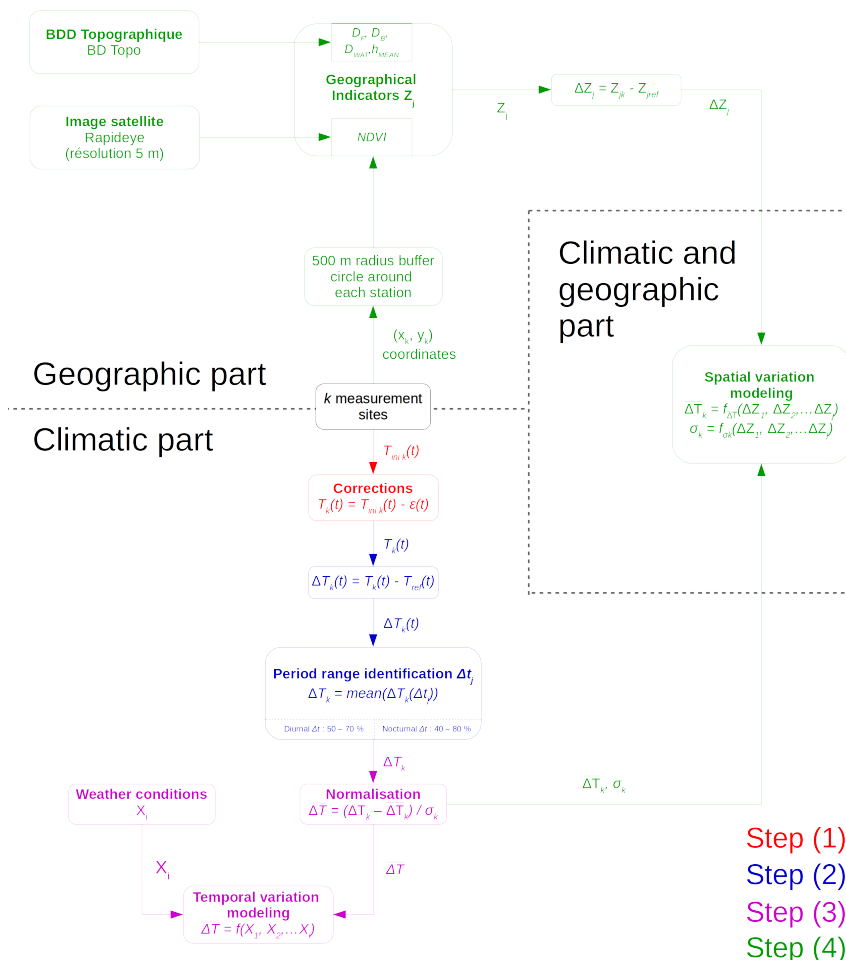 BDD Topographique
BD Topo
D_F, D_B,
D_WAT, h_MEAN
Geographical
Indicators Z_j
Z_j
ΔZ_j = Z_jk - Z_jref
ΔZ_j
Image satellite
Rapideye
(résolution 5 m)
NDVI
Climatic and
geographic
part
500 m radius buffer
circle around
each station
(x_k, y_k)
coordinates
Geographic part
Spatial variation
modeling
ΔT_k = f_ΔT(ΔZ_1, ΔZ_2,…ΔZ_j)
σ_k = f_σk(ΔZ_1, ΔZ_2,…ΔZ_j)
k measurement
sites
Climatic part
T_ini k(t)
Corrections
T_k(t) = T_ini k(t) - ε(t)
T_k(t)
ΔT_k(t) = T_k(t) - T_ref(t)
ΔT_k(t)
Period range identification Δt_j
ΔT_k = mean(ΔT_k(Δt_j))
Diurnal Δt : 50 – 70 %
Nocturnal Δt : 40 – 80 %
ΔT_k
Weather conditions
X_i
Normalisation
ΔT = (ΔT_k – ΔT_k) / σ_k
ΔT_k, σ_k
X_i
ΔT
Temporal variation
modeling
ΔT = f(X_1, X_2,…X_i)
Step (1)
Step (2)
Step (3)
Step (4)